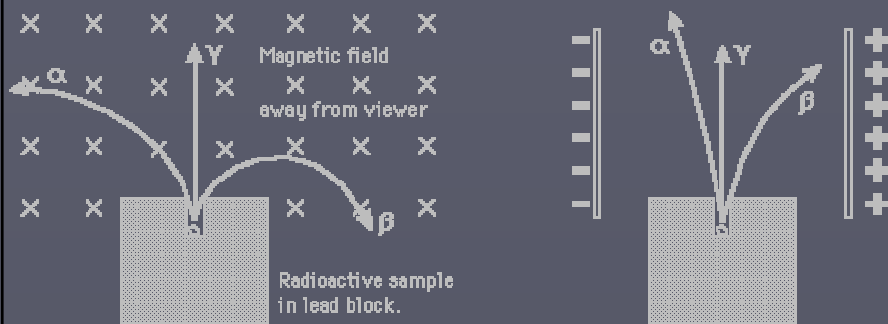 α
γ
Magnetic field
away from viewer
β
Radioactive sample
in lead block.
α
γ
β